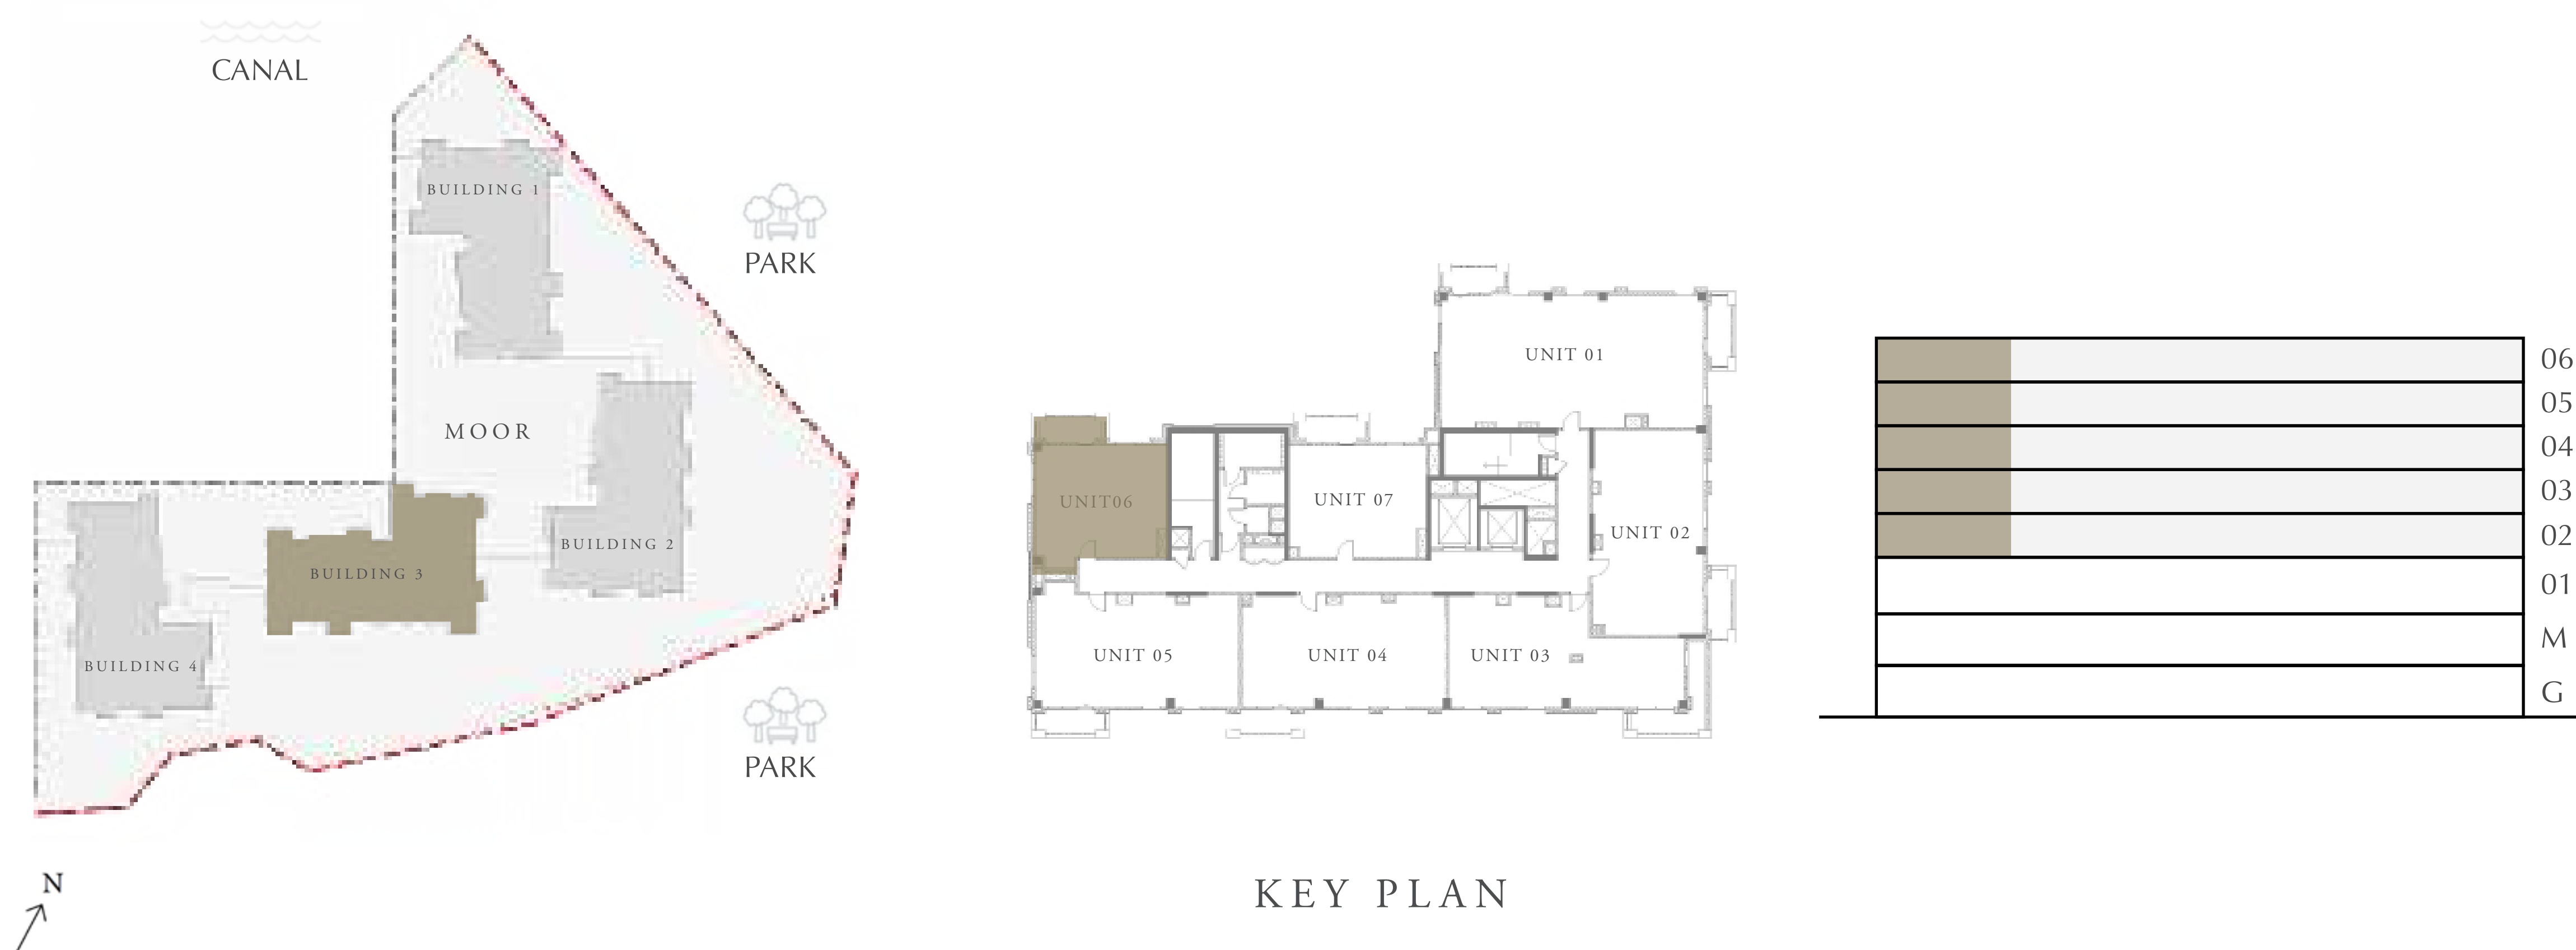 CANAL
BUILDING 1
PARK
MOOR
BUILDING 2
BUILDING 3
BUILDING 4
PARK
N
UNIT 01
UNIT06
UNIT 07
UNIT 02
UNIT 05
UNIT 04
UNIT 03
KEY PLAN
06
05
04
03
02
01
M
G